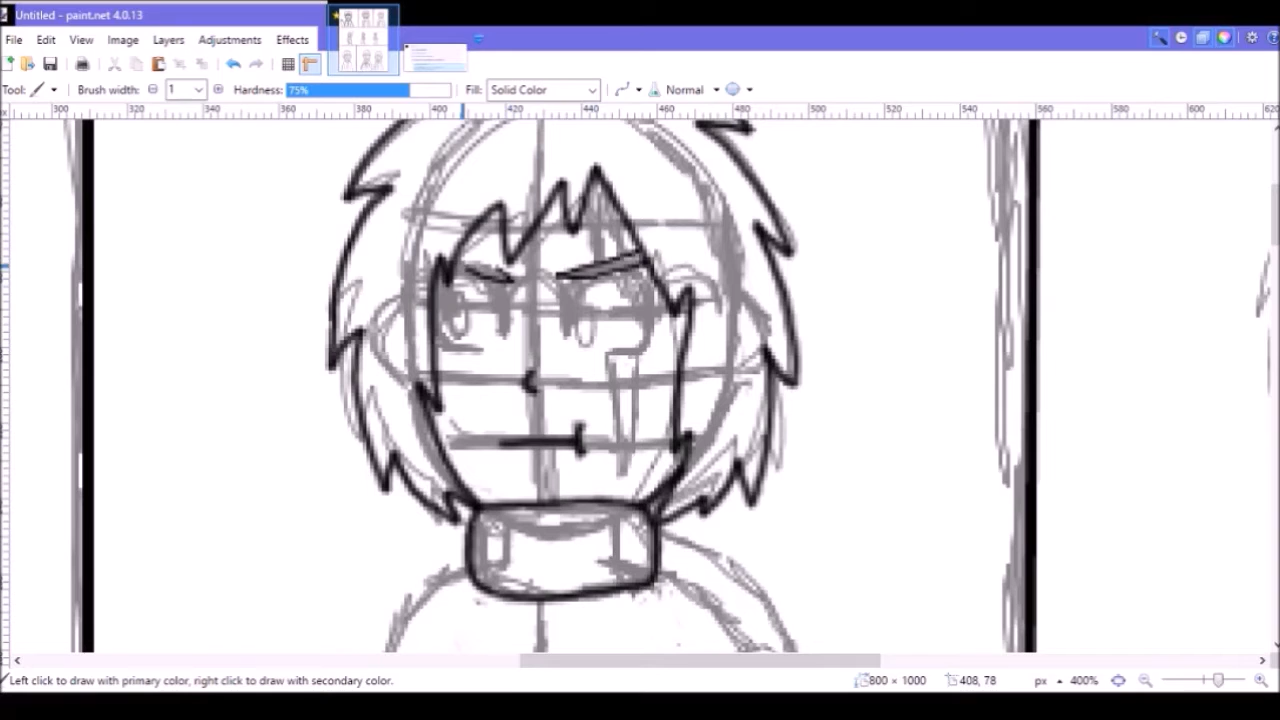 Untitled - paint.net 4.0.13
File Edit View Image Layers Adjustments Effects
Tool: Brush width: 1 Hardness: 75% Fill: Solid Color Normal
300 380 400 420 440 460 480 500 520 540 560 580 600 620
Left click to draw with primary color, right click to draw with secondary color. 800 × 1000 408, 78 px 400%